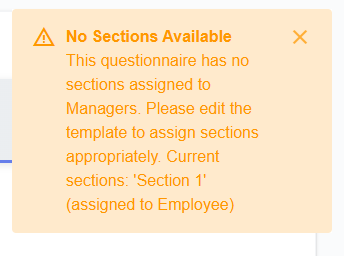 No Sections Available
This questionnaire has no
sections assigned to
Managers. Please edit the
template to assign sections
appropriately. Current
sections: 'Section 1'
(assigned to Employee)